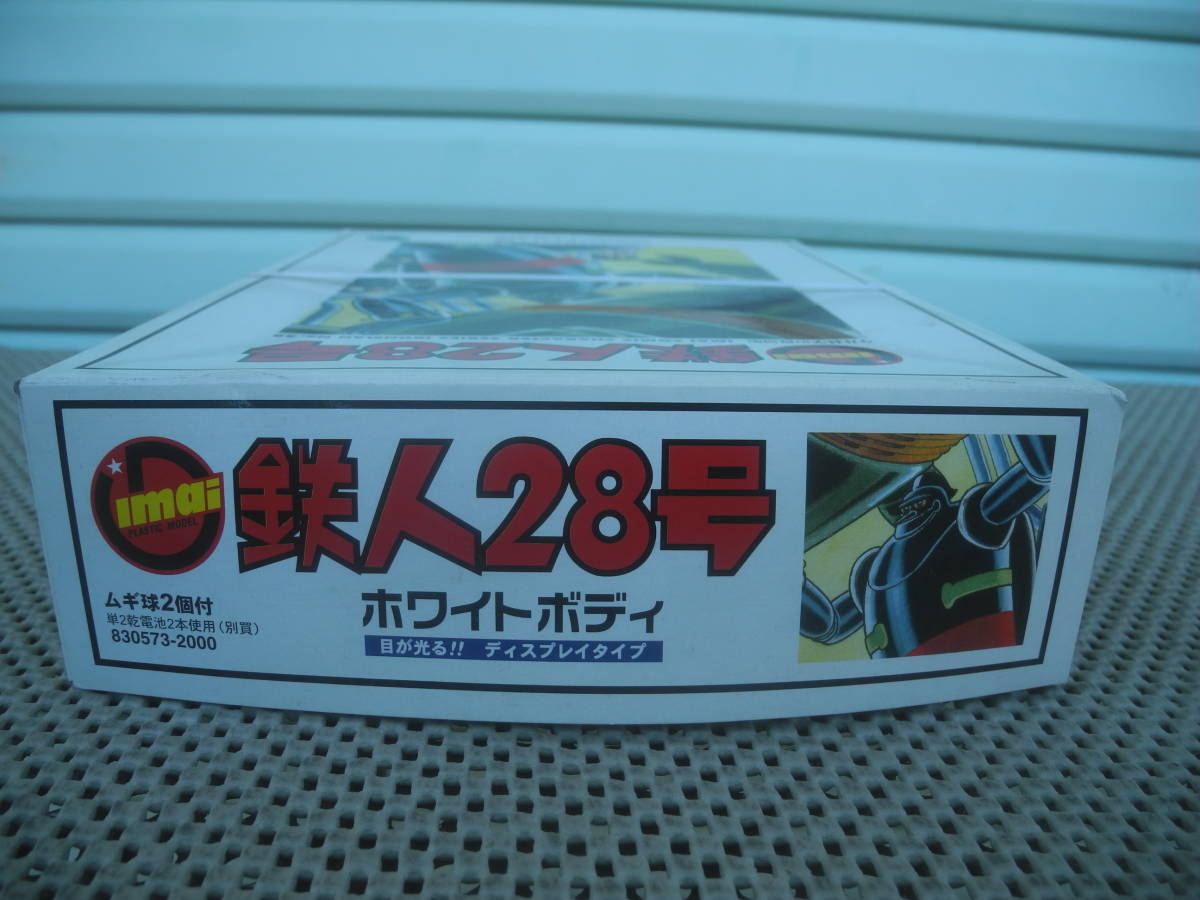 鉄人28号
imai
imai
PLASTIC MODEL
鉄人28号
ムギ球2個付
単2乾電池2本使用(別買)
830573-2000
ホワイトボディ
目が光る!! ディスプレイタイプ